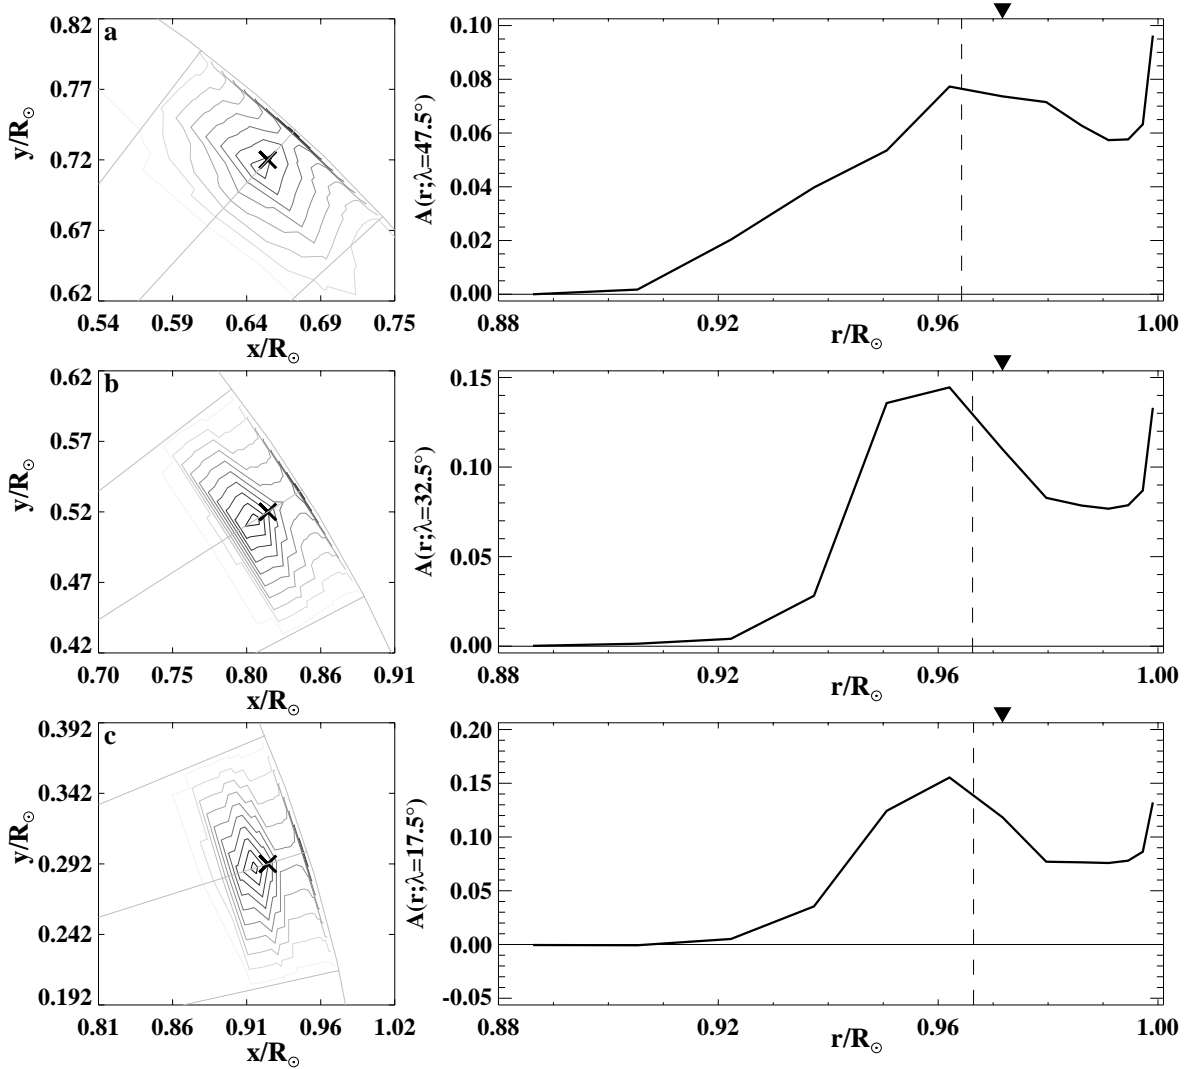 a
0.82
0.77
0.72
0.67
0.62
y/R☉
0.54 0.59 0.64 0.69 0.75
x/R☉
0.10
0.08
0.06
0.04
0.02
0.00
A(r;λ=47.5°)
0.88 0.92 0.96 1.00
r/R☉
b
0.62
0.57
0.52
0.47
0.42
y/R☉
0.70 0.75 0.80 0.86 0.91
x/R☉
0.15
0.10
0.05
0.00
A(r;λ=32.5°)
0.88 0.92 0.96 1.00
r/R☉
c
0.392
0.342
0.292
0.242
0.192
y/R☉
0.81 0.86 0.91 0.96 1.02
x/R☉
0.20
0.15
0.10
0.05
0.00
-0.05
A(r;λ=17.5°)
0.88 0.92 0.96 1.00
r/R☉